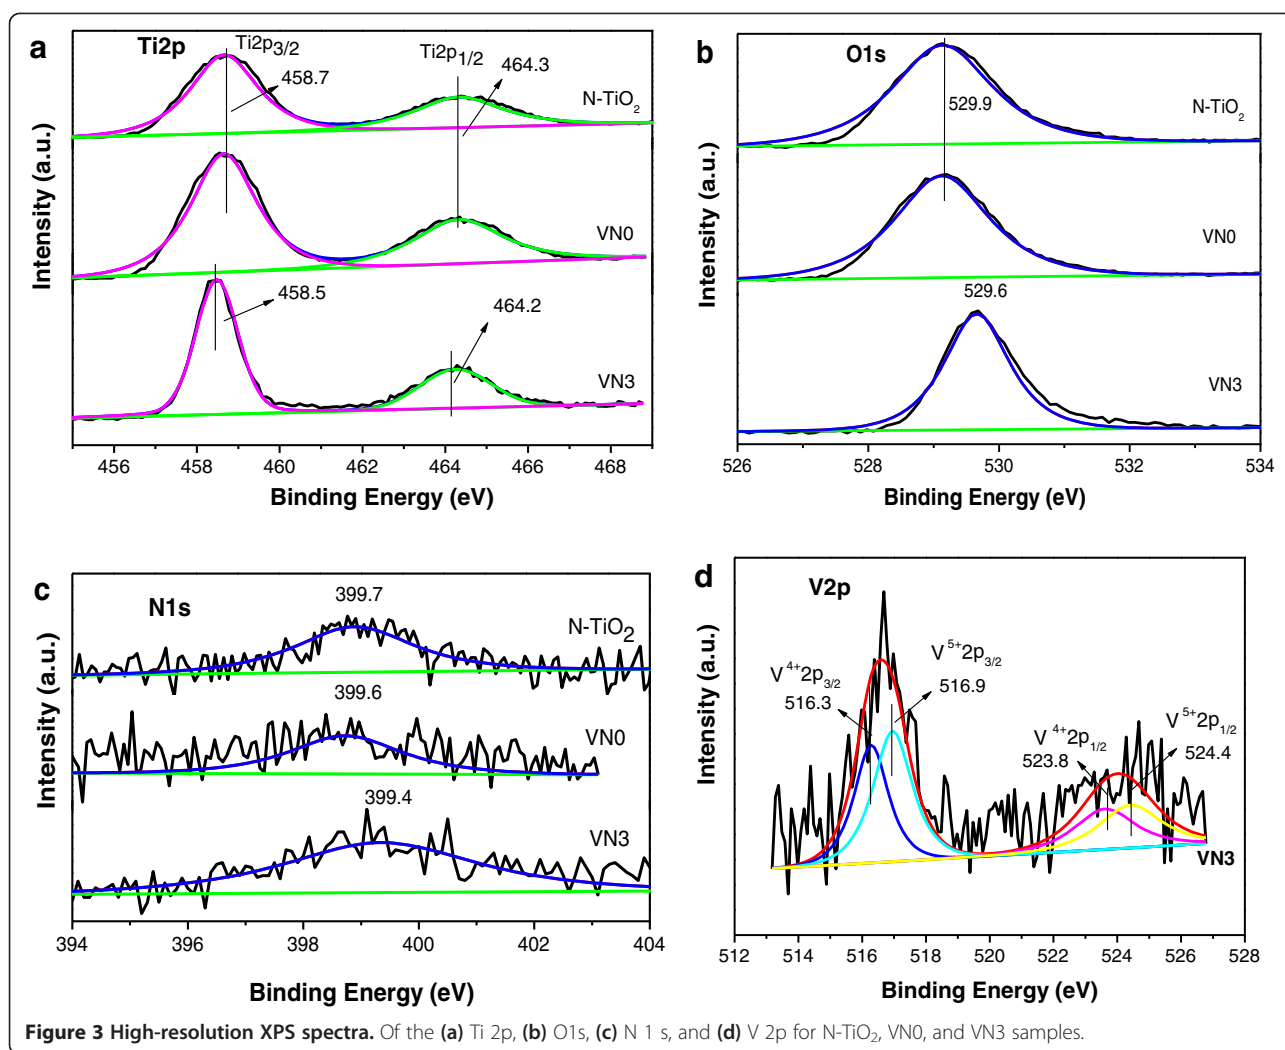 a
Ti2p
Ti2p3/2
458.7
Ti2p1/2
464.3
N-TiO2
VN0
458.5
464.2
VN3
Intensity (a.u.)
456 458 460 462 464 466 468
Binding Energy (eV)
b
O1s
529.9
N-TiO2
VN0
529.6
VN3
Intensity (a.u.)
526 528 530 532 534
Binding Energy (eV)
c
N1s
399.7
N-TiO2
399.6
VN0
399.4
VN3
Intensity (a.u.)
394 396 398 400 402 404
Binding Energy (eV)
d
V2p
V4+2p3/2
516.3
V5+2p3/2
516.9
V4+2p1/2
523.8
V5+2p1/2
524.4
VN3
Intensity (a.u.)
512 514 516 518 520 522 524 526 528
Binding Energy (eV)
Figure 3 High-resolution XPS spectra. Of the (a) Ti 2p, (b) O1s, (c) N 1 s, and (d) V 2p for N-TiO2, VN0, and VN3 samples.